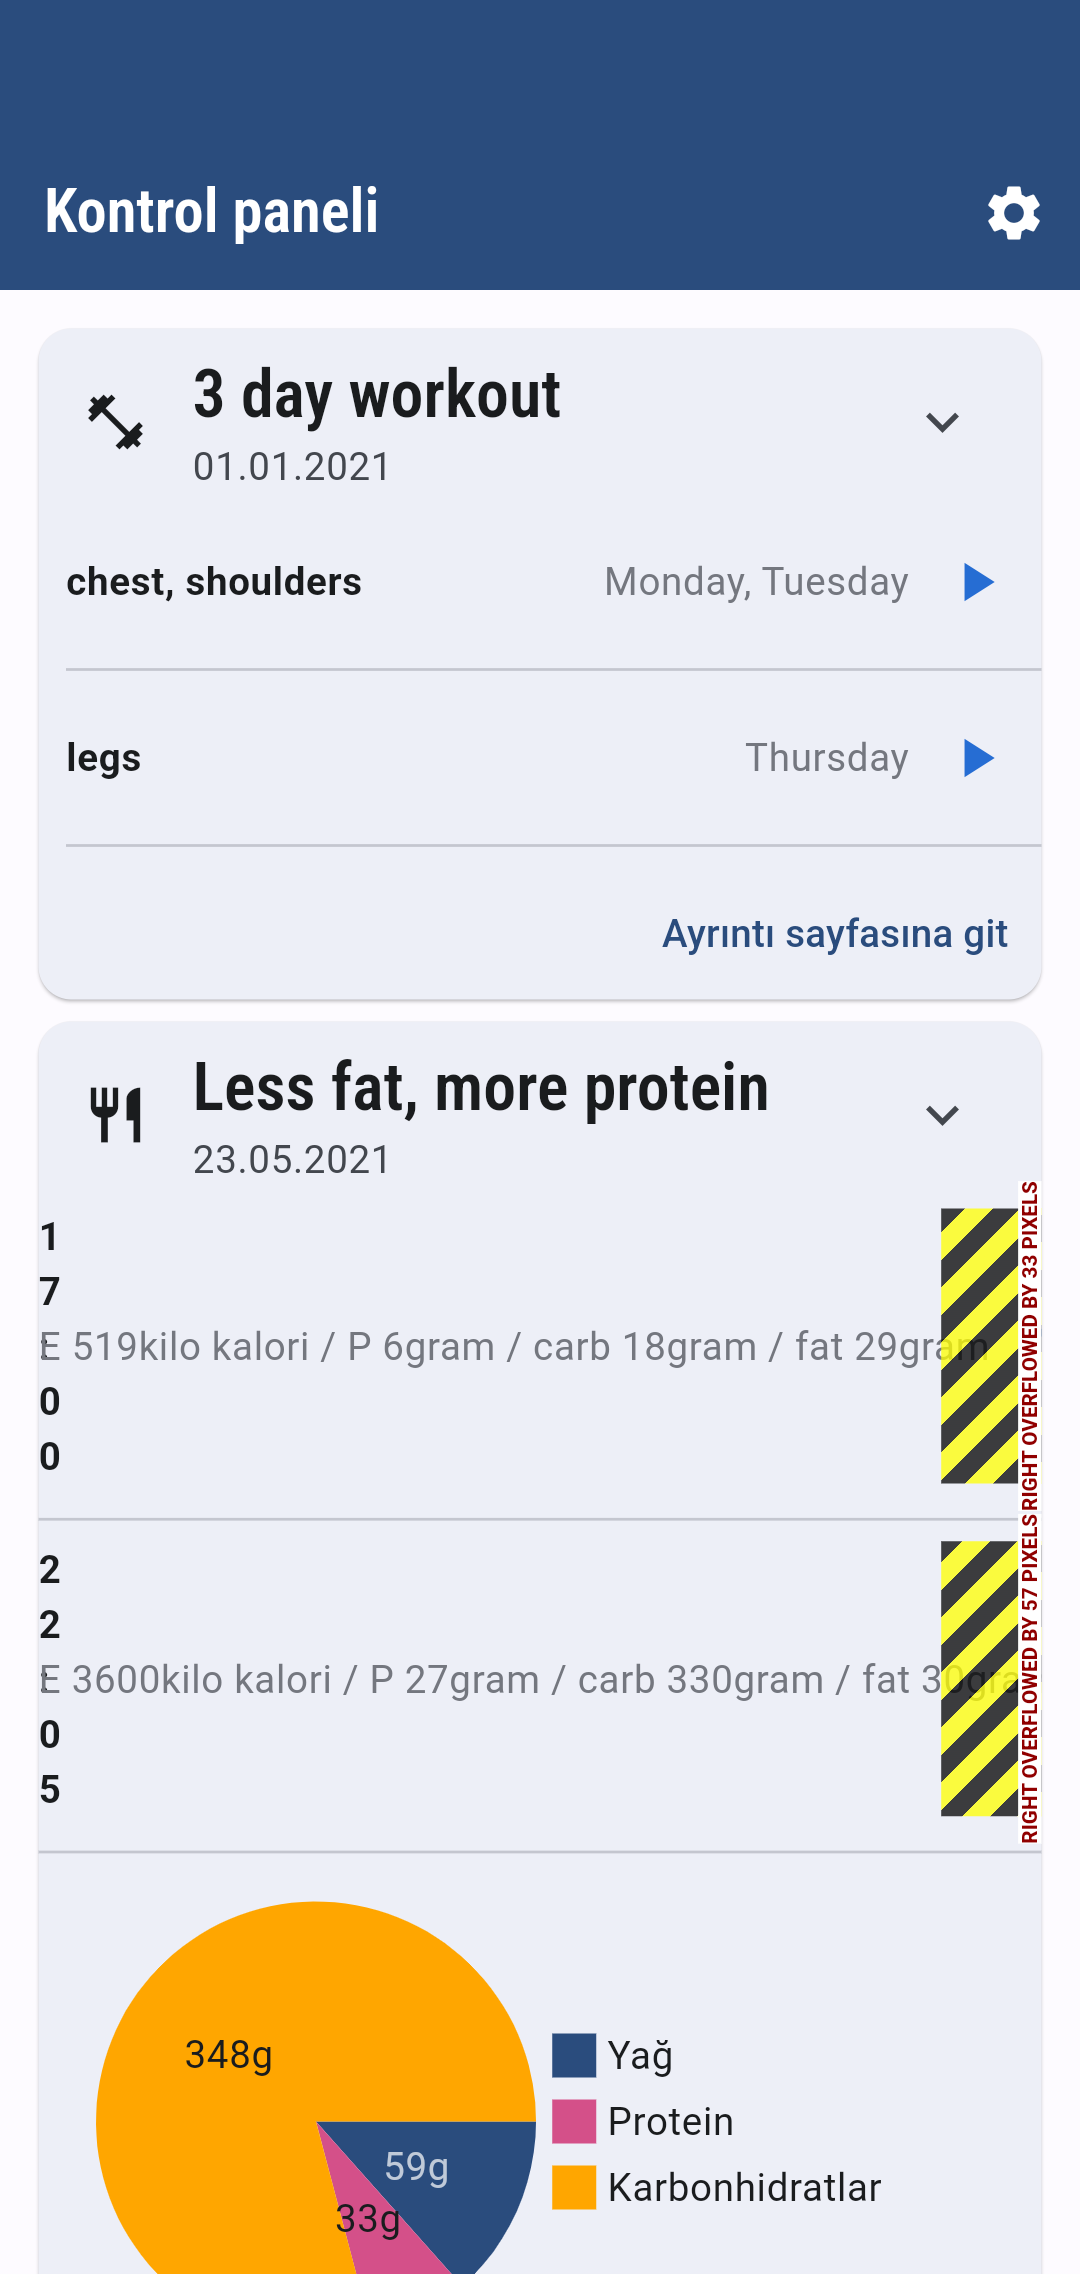 Kontrol paneli
3 day workout
01.01.2021
chest, shoulders Monday, Tuesday
legs Thursday
Ayrıntı sayfasına git
Less fat, more protein
23.05.2021
1
7
:
0
0
E 519kilo kalori / P 6gram / carb 18gram / fat 29gram
RIGHT OVERFLOWED BY 33 PIXELS
2
2
:
0
5
E 3600kilo kalori / P 27gram / carb 330gram / fat 30gra
RIGHT OVERFLOWED BY 57 PIXELS
348g
59g
33g
Yağ
Protein
Karbonhidratlar